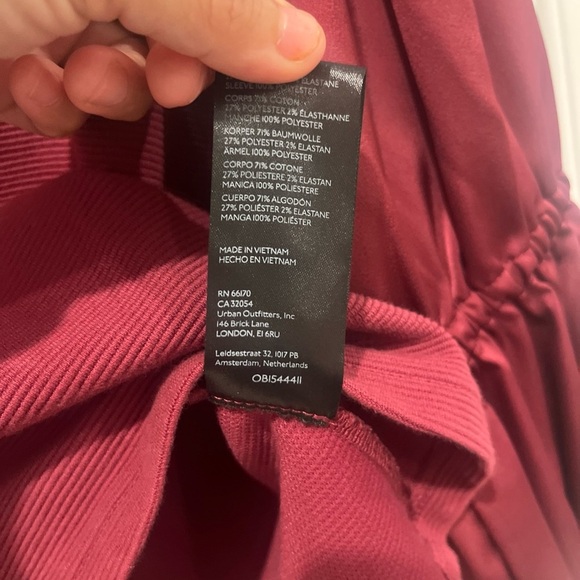 ELASTANE
SLEEVE 100% POLYESTER
CORPS 71% COTON
27% POLYESTER 2% ÉLASTHANNE
MANCHE 100% POLYESTER
KÖRPER 71% BAUMWOLLE
27% POLYESTER 2% ELASTAN
ÄRMEL 100% POLYESTER
CORPO 71% COTONE
27% POLIESTERE 2% ELASTAN
MANICA 100% POLIESTERE
CUERPO 71% ALGODÓN
27% POLIÉSTER 2% ELASTANE
MANGA 100% POLIÉSTER
MADE IN VIETNAM
HECHO EN VIETNAM
RN 66170
CA 32054
Urban Outfitters, Inc
146 Brick Lane
LONDON, E1 6RU
Leidsestraat 32, 1017 PB
Amsterdam, Netherlands
OB1544411